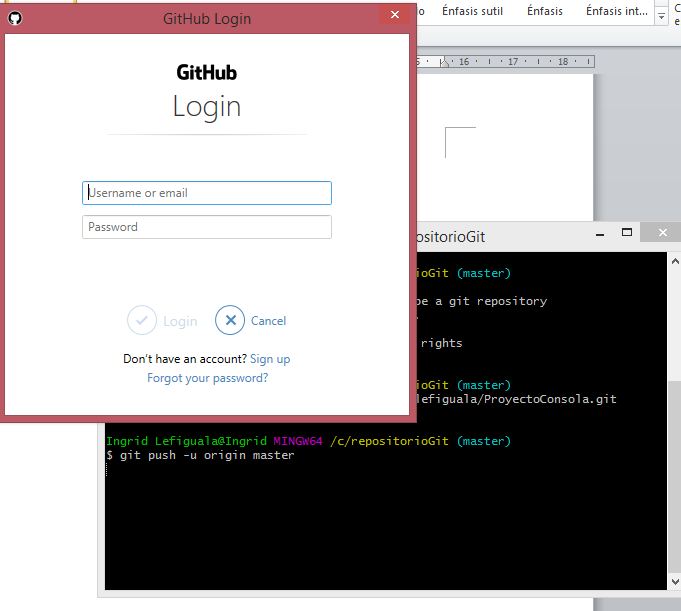 GitHub Login
GitHub
Login
Username or email
Password
Login
Cancel
Don't have an account? Sign up
Forgot your password?
o Énfasis sutil Énfasis Énfasis int...
16 17 18
ositorioGit
ioGit (master)
be a git repository
rights
ioGit (master)
lefiguala/ProyectoConsola.git
Ingrid Lefiguala@Ingrid MINGW64 /c/repositorioGit (master)
$ git push -u origin master